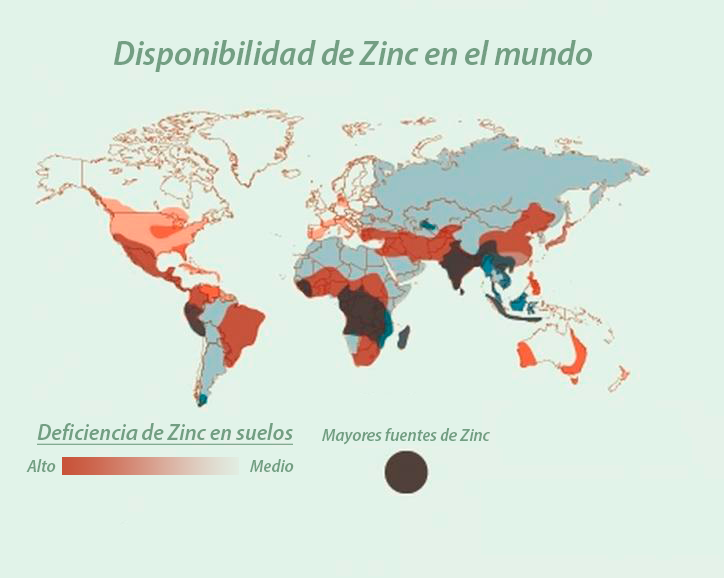 Disponibilidad de Zinc en el mundo
Deficiencia de Zinc en suelos
Alto
Medio
Mayores fuentes de Zinc